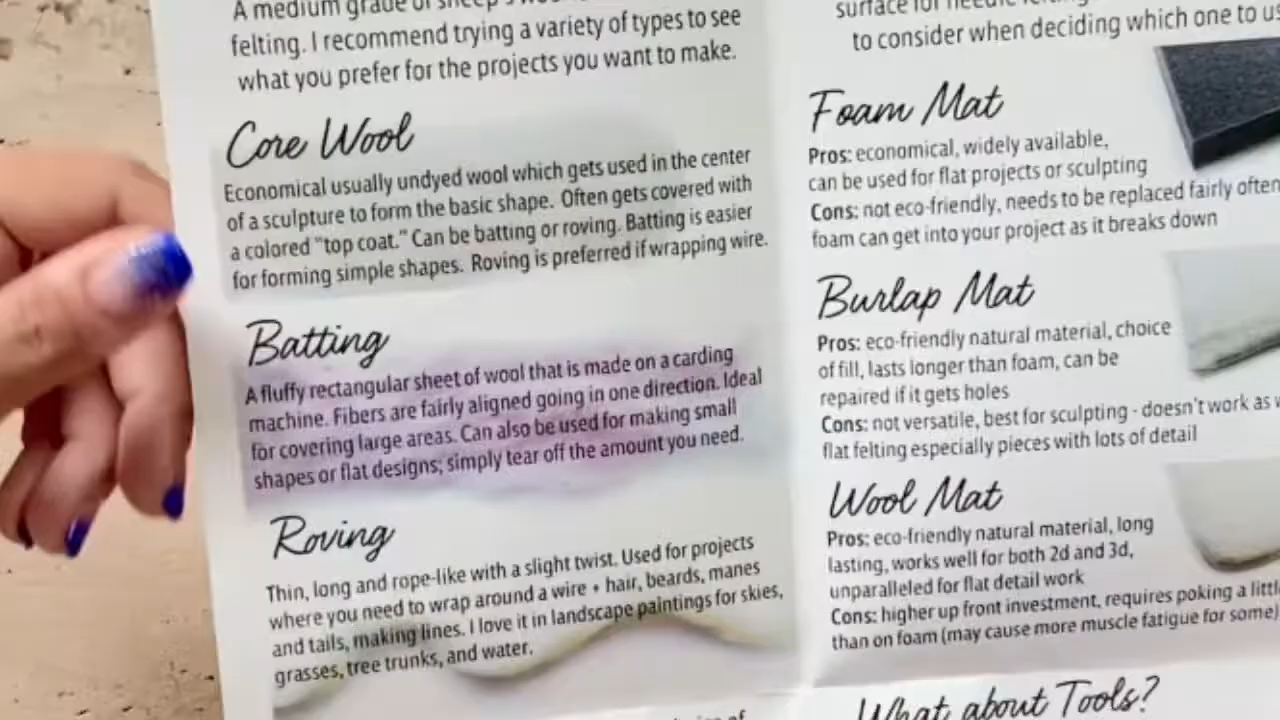 A medium grade of sheep's
felting. I recommend trying a variety of types to see
what you prefer for the projects you want to make.
Core Wool
Economical usually undyed wool which gets used in the center
of a sculpture to form the basic shape. Often gets covered with
a colored "top coat." Can be batting or roving. Batting is easier
for forming simple shapes. Roving is preferred if wrapping wire.
Batting
A fluffy rectangular sheet of wool that is made on a carding
machine. Fibers are fairly aligned going in one direction. Ideal
for covering large areas. Can also be used for making small
shapes or flat designs; simply tear off the amount you need.
Roving
Thin, long and rope-like with a slight twist. Used for projects
where you need to wrap around a wire + hair, beards, manes
and tails, making lines. I love it in landscape paintings for skies,
grasses, tree trunks, and water.
surface for needle
to consider when deciding which one to
Foam Mat
Pros: economical, widely available,
can be used for flat projects or sculpting
Cons: not eco-friendly, needs to be replaced fairly often
foam can get into your project as it breaks down
Burlap Mat
Pros: eco-friendly natural material, choice
of fill, lasts longer than foam, can be
repaired if it gets holes
Cons: not versatile, best for sculpting - doesn't work as
flat felting especially pieces with lots of detail
Wool Mat
Pros: eco-friendly natural material, long
lasting, works well for both 2d and 3d,
unparalleled for flat detail work
Cons: higher up front investment, requires poking a
than on foam (may cause more muscle fatigue for some)
What about Tools?